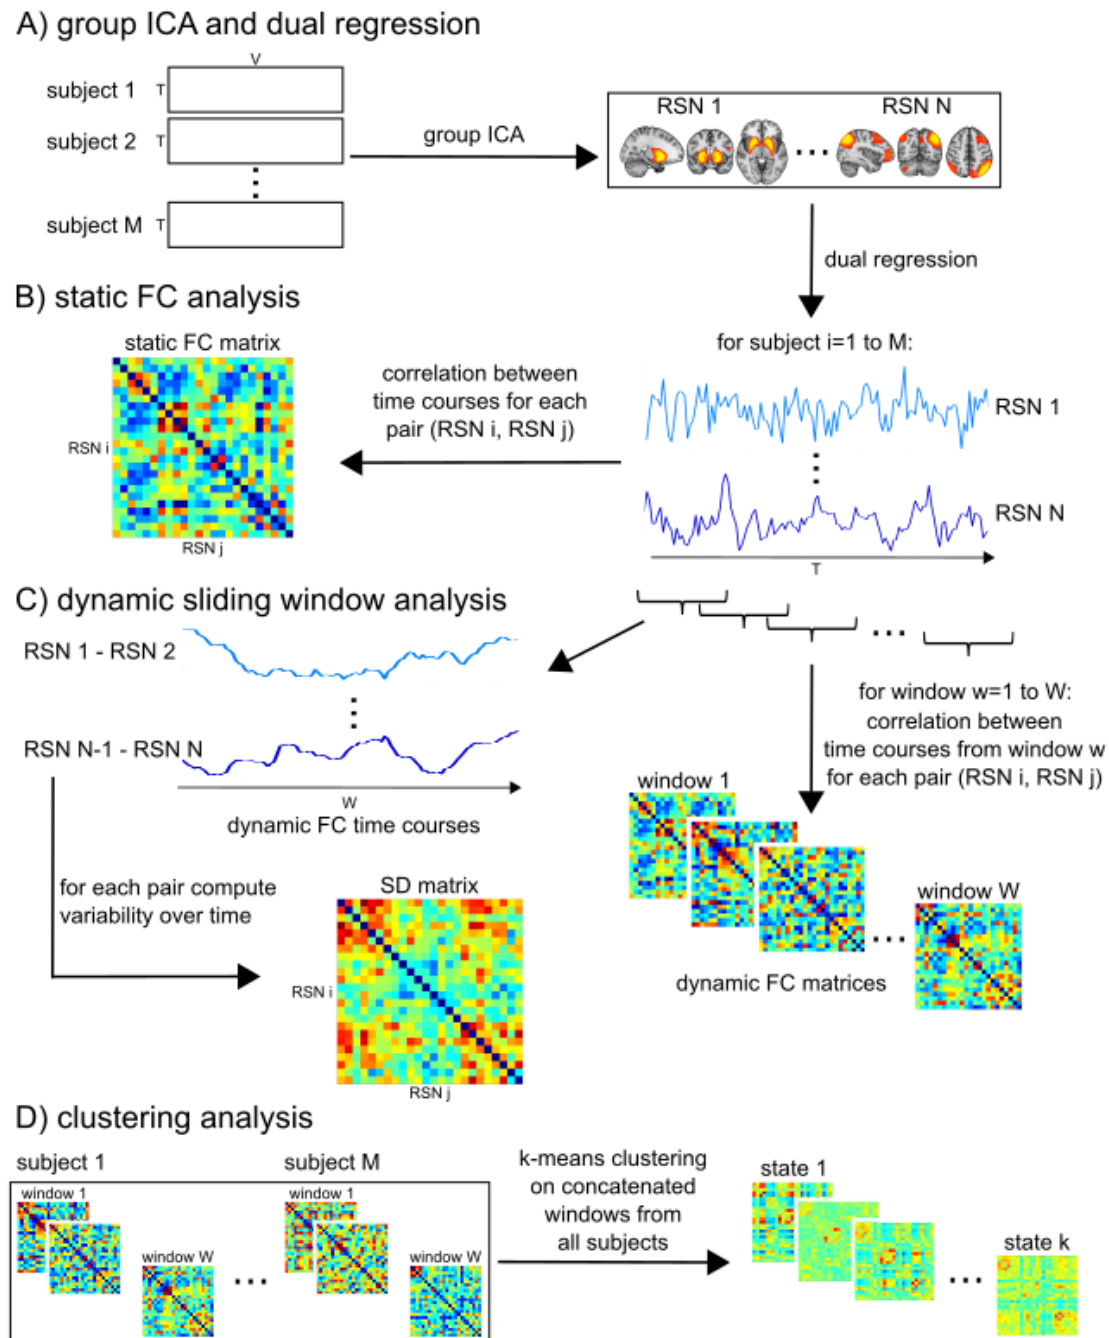 A) group ICA and dual regression
V
subject 1
T
subject 2
T
subject M
T
group ICA
RSN 1
RSN N
dual regression
B) static FC analysis
static FC matrix
RSN i
RSN j
correlation between
time courses for each
pair (RSN i, RSN j)
for subject i=1 to M:
RSN 1
RSN N
T
C) dynamic sliding window analysis
RSN 1 - RSN 2
RSN N-1 - RSN N
W
dynamic FC time courses
for each pair compute
variability over time
SD matrix
RSN i
RSN j
for window w=1 to W:
correlation between
time courses from window w
for each pair (RSN i, RSN j)
window 1
window W
dynamic FC matrices
D) clustering analysis
subject 1
subject M
window 1
window W
window 1
window W
k-means clustering
on concatenated
windows from
all subjects
state 1
state k